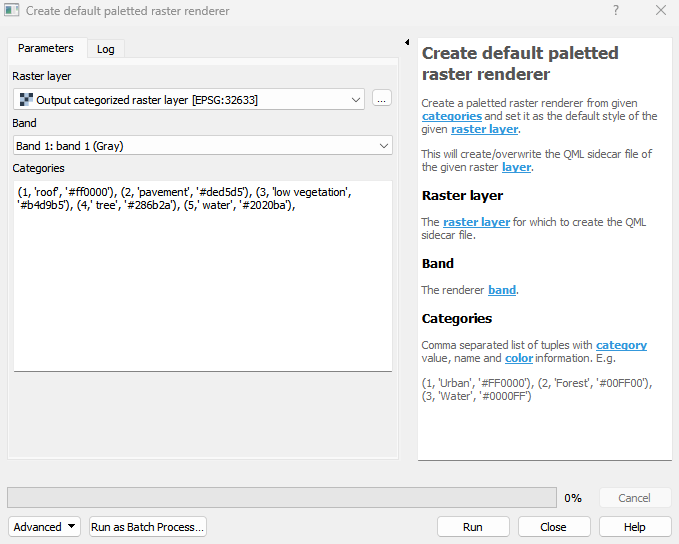 Create default paletted raster renderer
?
Parameters
Log
Raster layer
Output categorized raster layer [EPSG:32633]
...
Band
Band 1: band 1 (Gray)
Categories
(1, 'roof', '#ff0000'), (2, 'pavement', '#ded5d5'), (3, 'low vegetation',
'#b4d9b5'), (4,' tree', '#286b2a'), (5,' water', '#2020ba'),
Create default paletted
raster renderer
Create a paletted raster renderer from given
categories and set it as the default style of the
given raster layer.
This will create/overwrite the QML sidecar file of
the given raster layer.
Raster layer
The raster layer for which to create the QML
sidecar file.
Band
The renderer band.
Categories
Comma separated list of tuples with category
value, name and color information. E.g.
(1, 'Urban', '#FF0000'), (2, 'Forest', '#00FF00'),
(3, 'Water', '#0000FF')
0%
Cancel
Advanced
Run as Batch Process...
Run
Close
Help